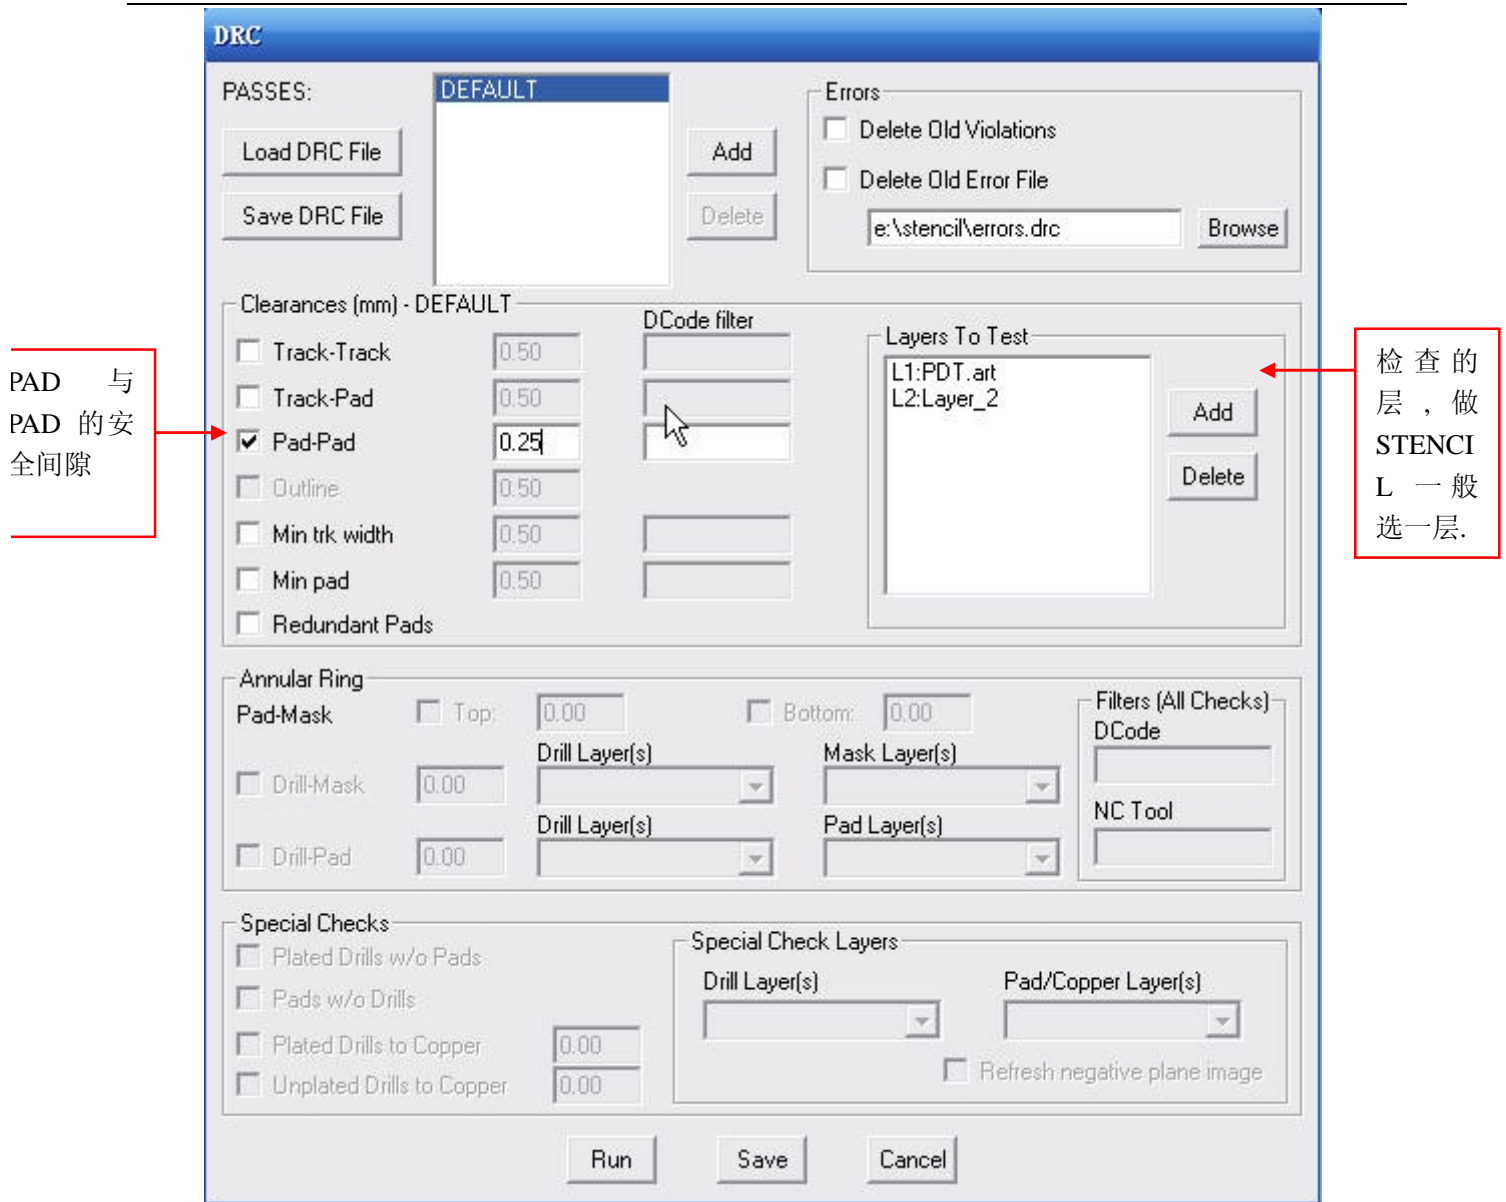 DRC
PASSES:
DEFAULT
Load DRC File
Save DRC File
Add
Delete
Errors
Delete Old Violations
Delete Old Error File
e:\stencil\errors.drc
Browse
Clearances (mm) - DEFAULT
DCode filter
Track-Track
0.50
Track-Pad
0.50
Pad-Pad
0.25
Outline
0.50
Min trk width
0.50
Min pad
0.50
Redundant Pads
Layers To Test
L1:PDT.art
L2:Layer_2
Add
Delete
PAD 与
PAD 的安
全间隙
检查的
层，做
STENCI
L 一般
选一层.
Annular Ring
Pad-Mask
Top:
0.00
Bottom:
0.00
Drill Layer(s)
Mask Layer(s)
Drill-Mask
0.00
Drill Layer(s)
Pad Layer(s)
Drill-Pad
0.00
Filters (All Checks)
DCode
NC Tool
Special Checks
Plated Drills w/o Pads
Pads w/o Drills
Plated Drills to Copper
0.00
Unplated Drills to Copper
0.00
Special Check Layers
Drill Layer(s)
Pad/Copper Layer(s)
Refresh negative plane image
Run
Save
Cancel